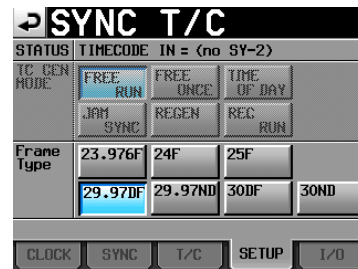 SYNC T/C
STATUS TIMECODE IN = (no SY-2)
TC GEN MODE
FREE RUN
FREE ONCE
TIME OF DAY
JAM SYNC
REGEN
REC RUN
Frame Type
23.976F 24F 25F
29.97DF 29.97ND 30DF 30ND
CLOCK SYNC T/C SETUP I/O